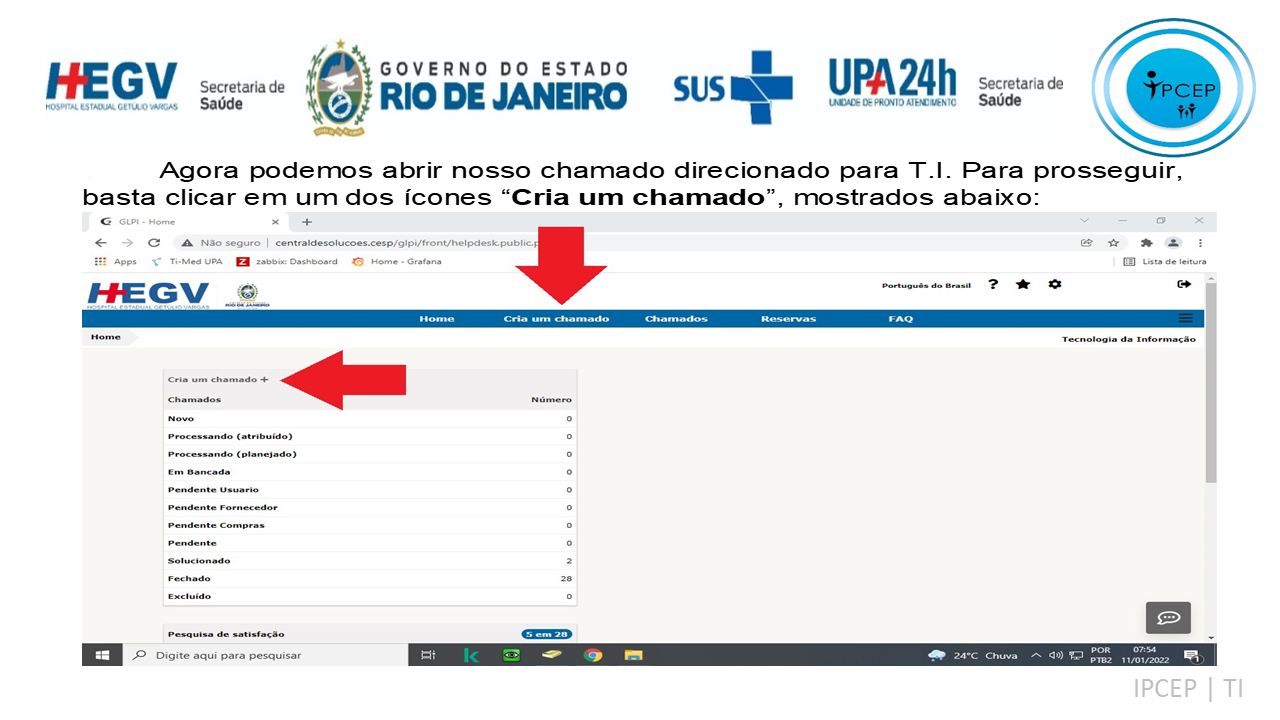 HEGV
HOSPITAL ESTADUAL GETULIO VARGAS
Secretaria de
Saúde
GOVERNO DO ESTADO
RIO DE JANEIRO
SUS
UPA 24h
UNIDADE DE PRONTO ATENDIMENTO
Secretaria de
Saúde
IPCEP
Agora podemos abrir nosso chamado direcionado para T.I. Para prosseguir,
basta clicar em um dos ícones “Cria um chamado”, mostrados abaixo:
GLPI - Home
Não seguro | centraldesolucoes.cesp/glpi/front/helpdesk.public.p
Apps Ti-Med UPA Z zabbix: Dashboard Home - Grafana Lista de leitura
HEGV
HOSPITAL ESTADUAL GETULIO VARGAS
RIO DE JANEIRO
Português do Brasil ?
Home Cria um chamado Chamados Reservas FAQ
Home Tecnologia da Informação
Cria um chamado +
Chamados Número
Novo 0
Processando (atribuído) 0
Processando (planejado) 0
Em Bancada 0
Pendente Usuario 0
Pendente Fornecedor 0
Pendente Compras 0
Pendente 0
Solucionado 2
Fechado 28
Excluído 0
Pesquisa de satisfação 5 em 28
Digite aqui para pesquisar
24°C Chuva
POR 07:54
PTB2 11/01/2022
1
IPCEP | TI